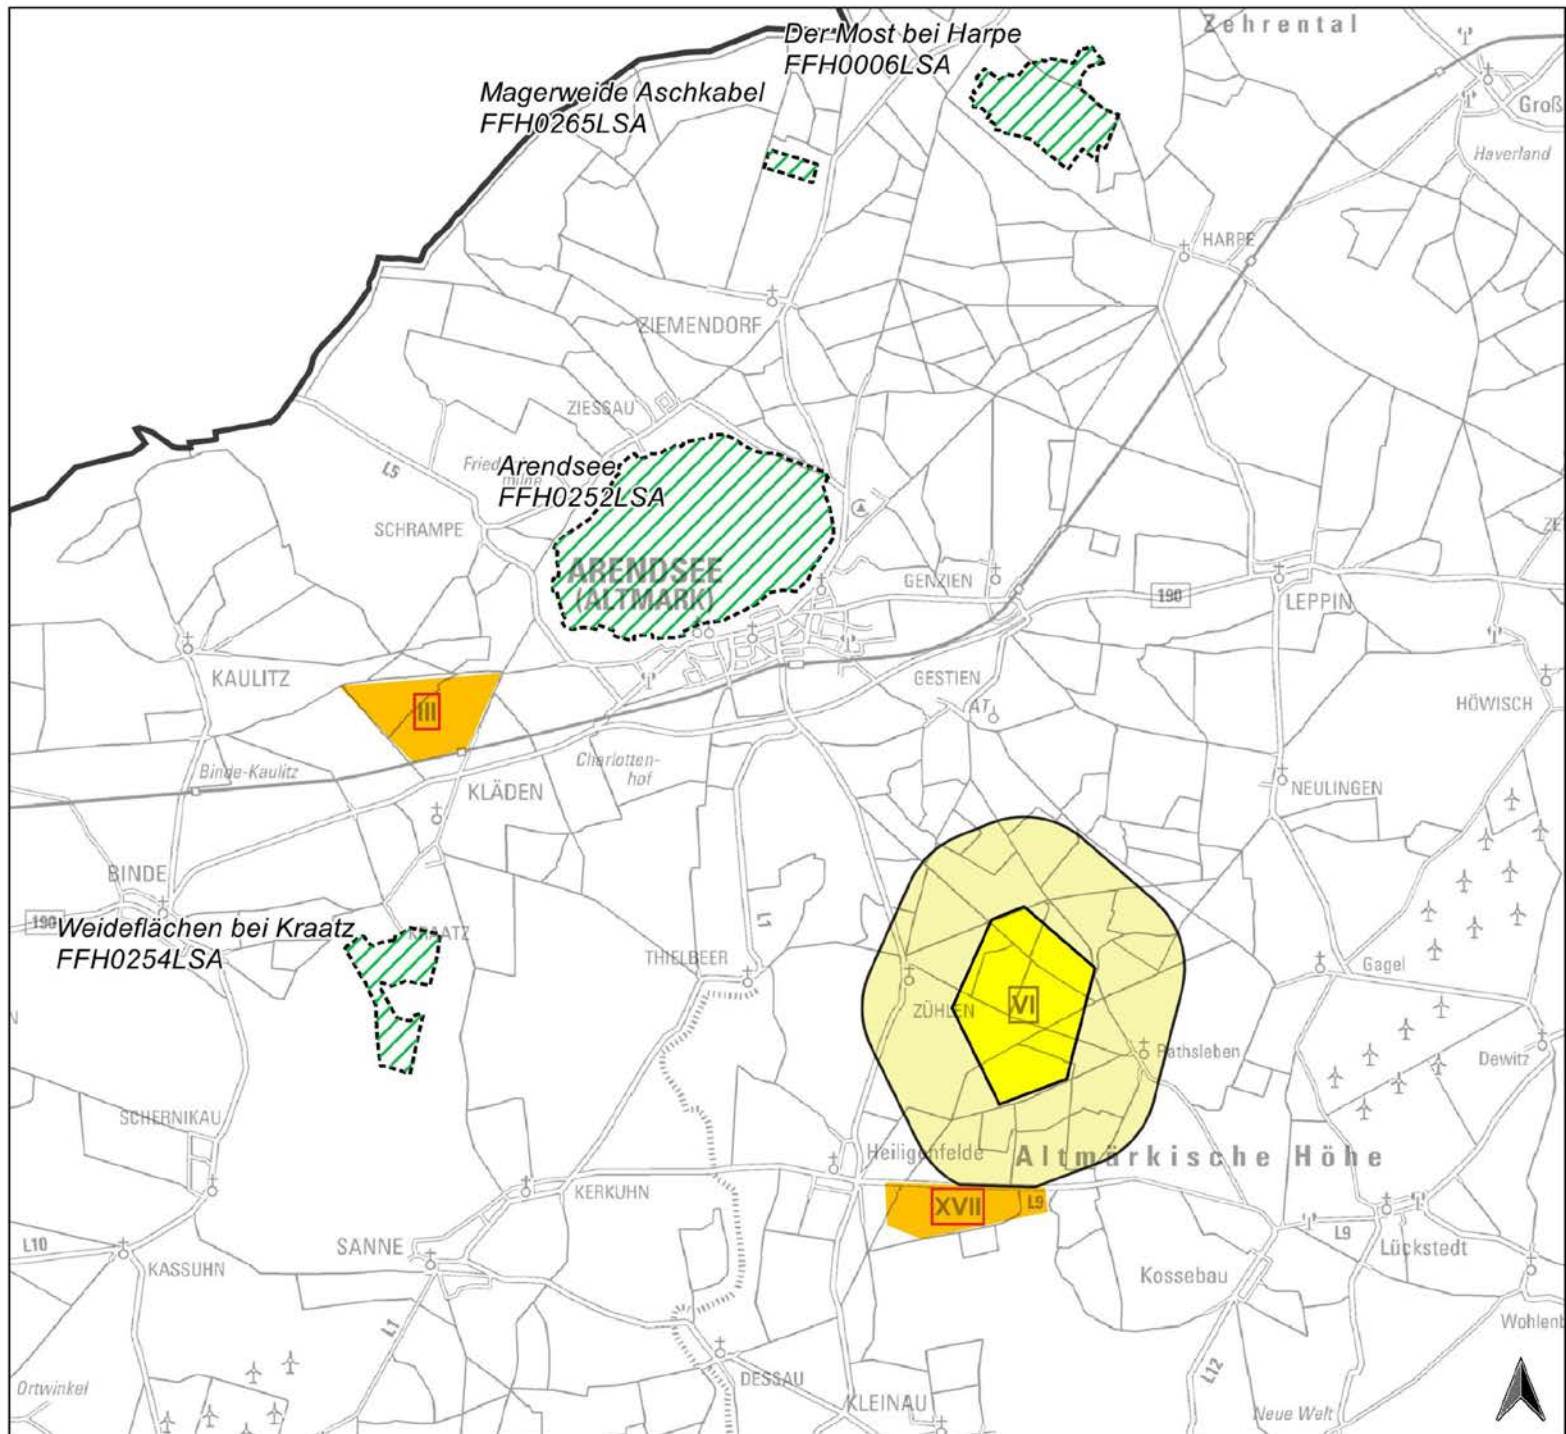 Der Most bei Harpe
FFH0006LSA
Zehrental
Magerweide Aschkabel
FFH0265LSA
Groß
Haverland
HARPE
ZIEMENDORF
ZIESSAU
L5
Arendsee
FFH0252LSA
SCHRAMPE
ARENDSEE
(ALTMARK)
GENZIEN
190
LEPPIN
ZE
KAULITZ
GESTIEN
AT
HÖWISCH
III
Binde-Kaulitz
Charlotten-
hof
KLÄDEN
NEULINGEN
BINDE
190
Weideflächen bei Kraatz
FFH0254LSA
KRAATZ
L1
THIELBEER
Gagel
ZÜHLEN
VI
Rathsleben
Dewitz
SCHERNIKAU
Heiligenfelde
Altmärkische Höhe
KERKUHN
XVII
L9
L10
SANNE
L9
Lückstedt
KASSUHN
Kossebau
L1
Wohlenb
L12
DESSAU
Ortwinkel
KLEINAU
Neue Welt